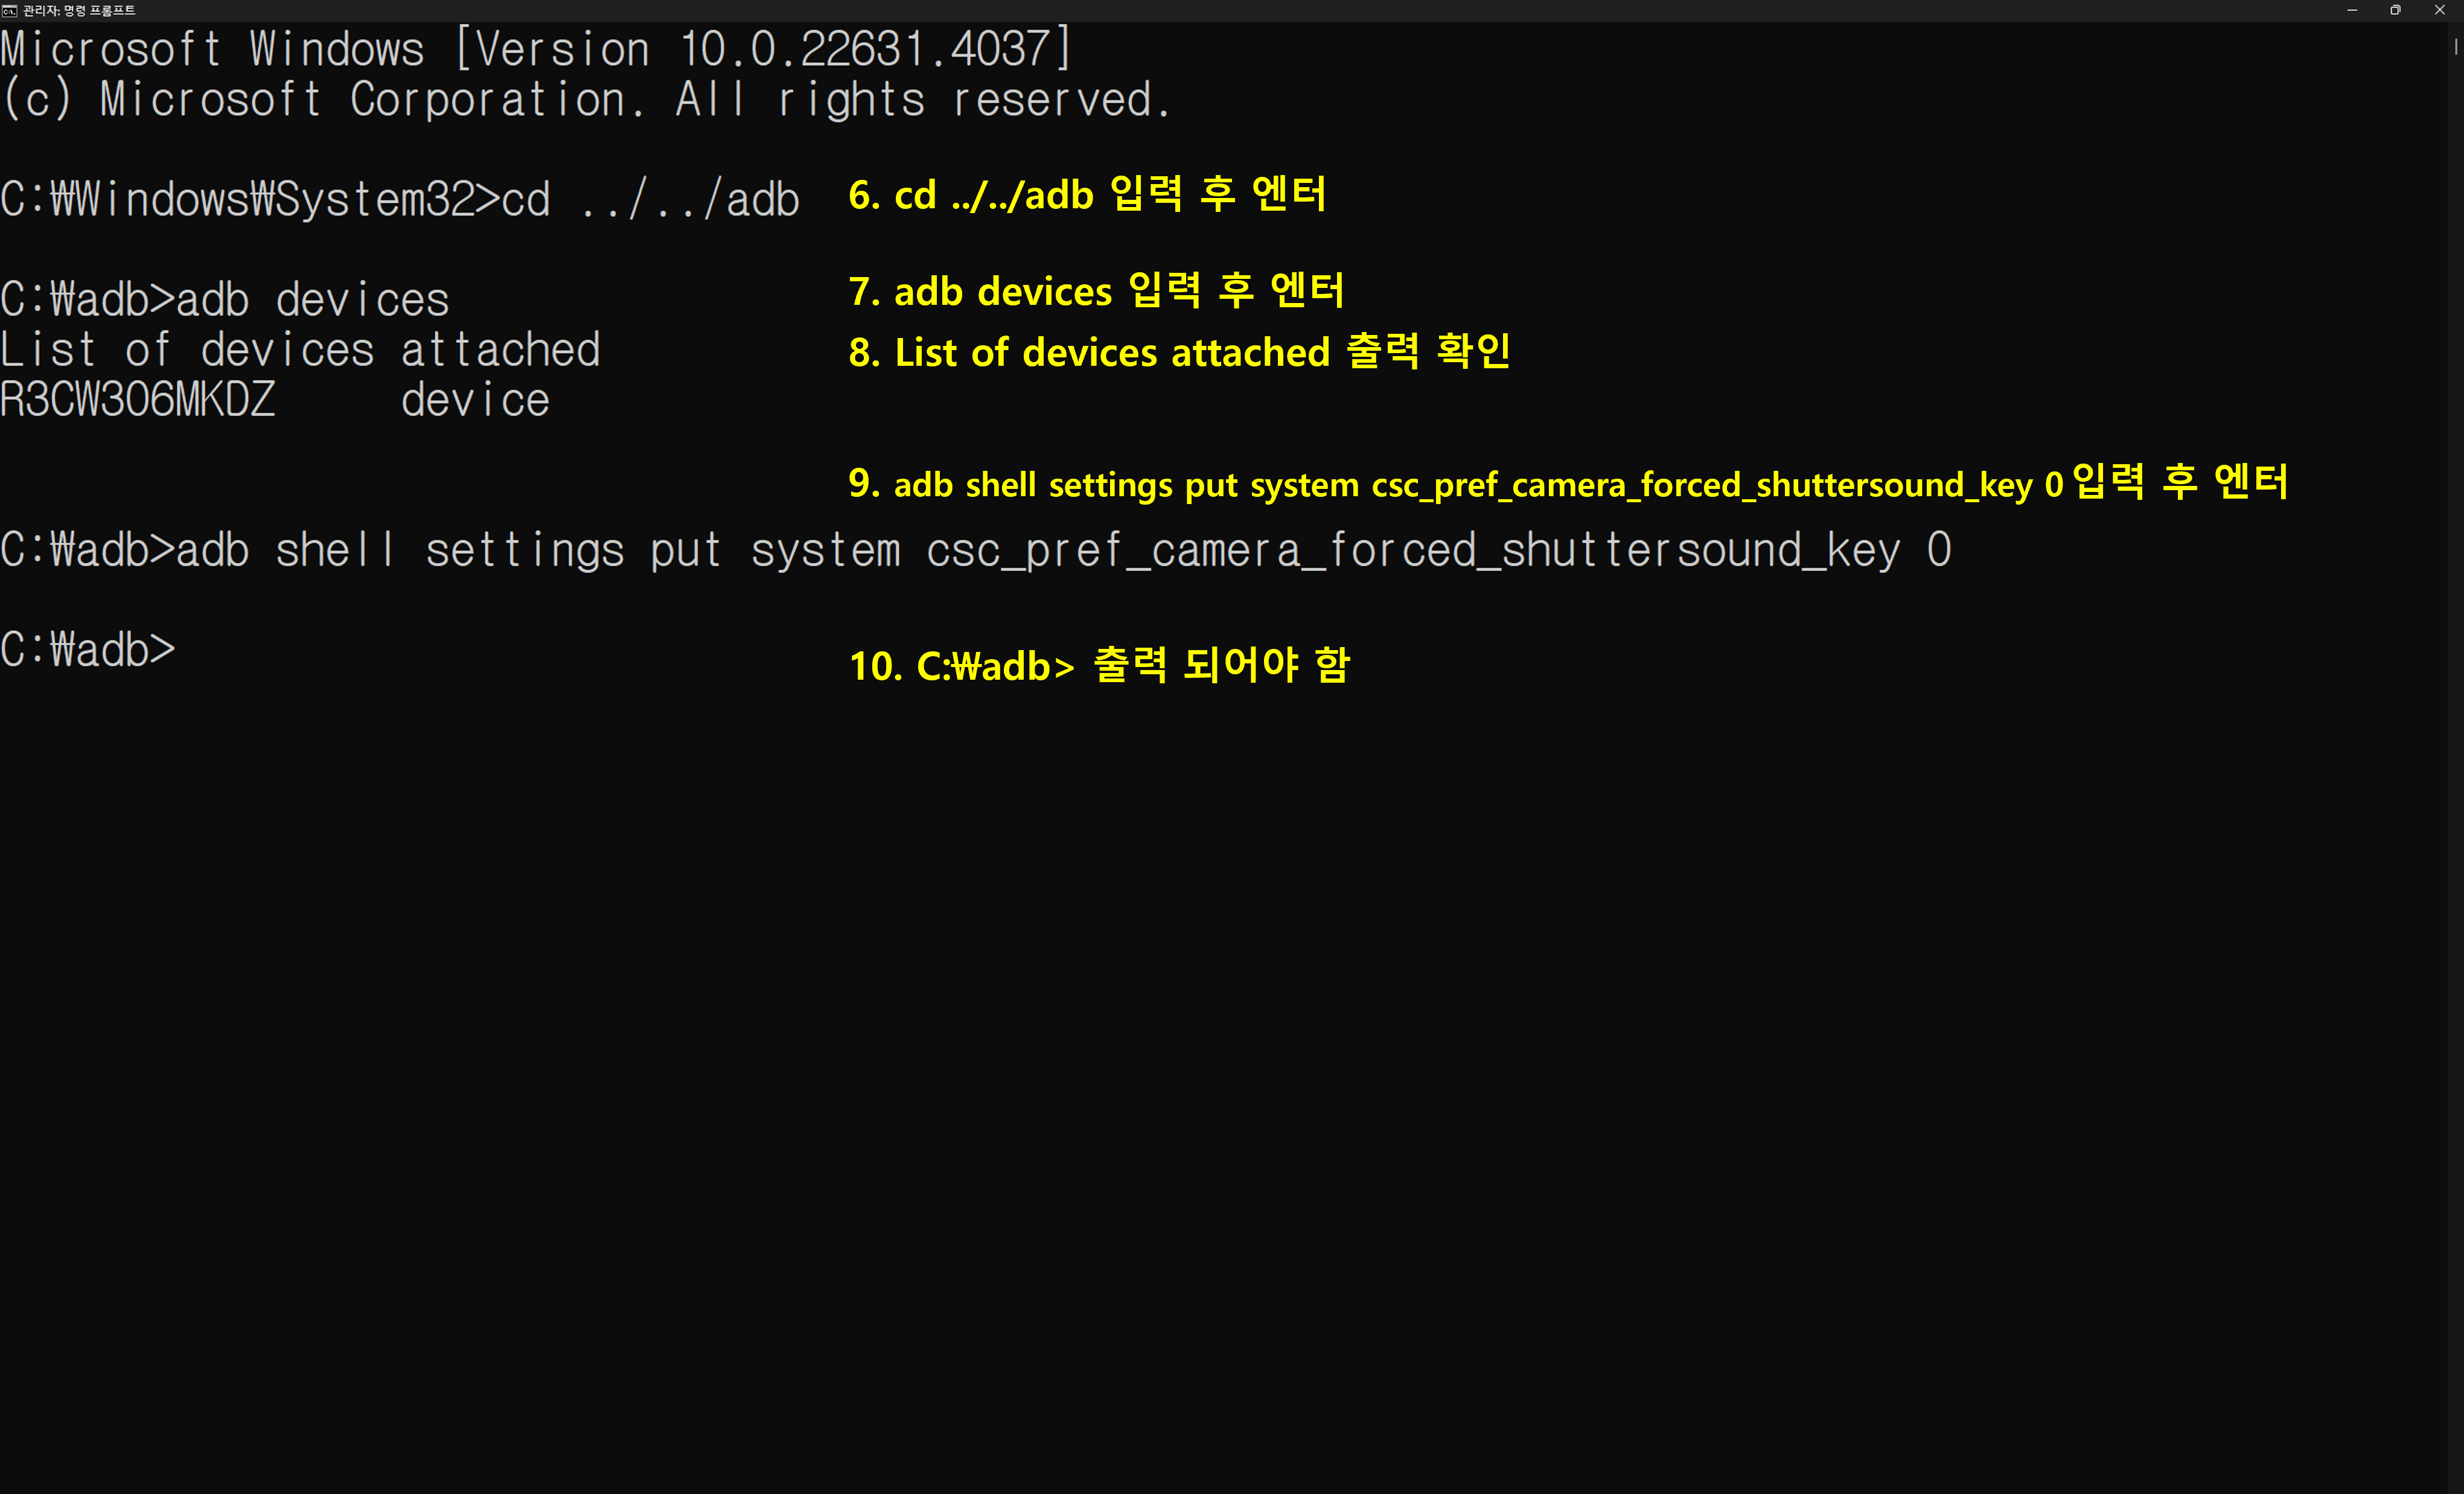 관리자: 명령 프롬프트
Microsoft Windows [Version 10.0.22631.4037]
(c) Microsoft Corporation. All rights reserved.
C:₩Windows₩System32>cd ../../adb
6. cd ../../adb 입력 후 엔터
C:₩adb>adb devices
7. adb devices 입력 후 엔터
List of devices attached
8. List of devices attached 출력 확인
R3CW306MKDZ device
9. adb shell settings put system csc_pref_camera_forced_shuttersound_key 0 입력 후 엔터
C:₩adb>adb shell settings put system csc_pref_camera_forced_shuttersound_key 0
C:₩adb>
10. C:₩adb> 출력 되어야 함